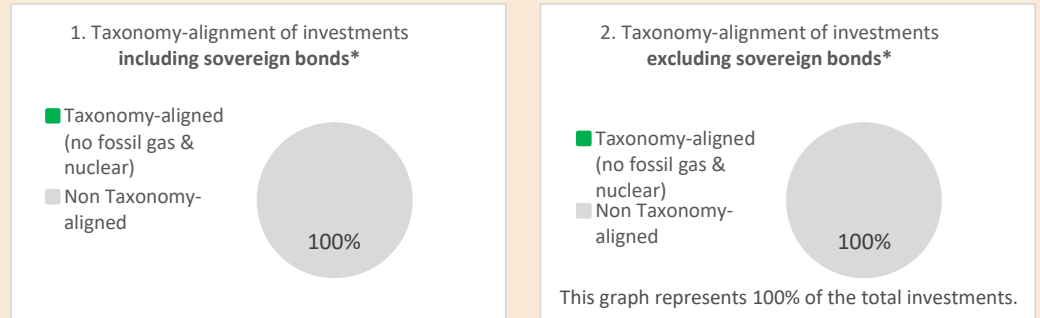 1. Taxonomy-alignment of investments
including sovereign bonds*
Taxonomy-aligned
(no fossil gas &
nuclear)
Non Taxonomy-
aligned
100%
2. Taxonomy-alignment of investments
excluding sovereign bonds*
Taxonomy-aligned
(no fossil gas &
nuclear)
Non Taxonomy-
aligned
100%
This graph represents 100% of the total investments.